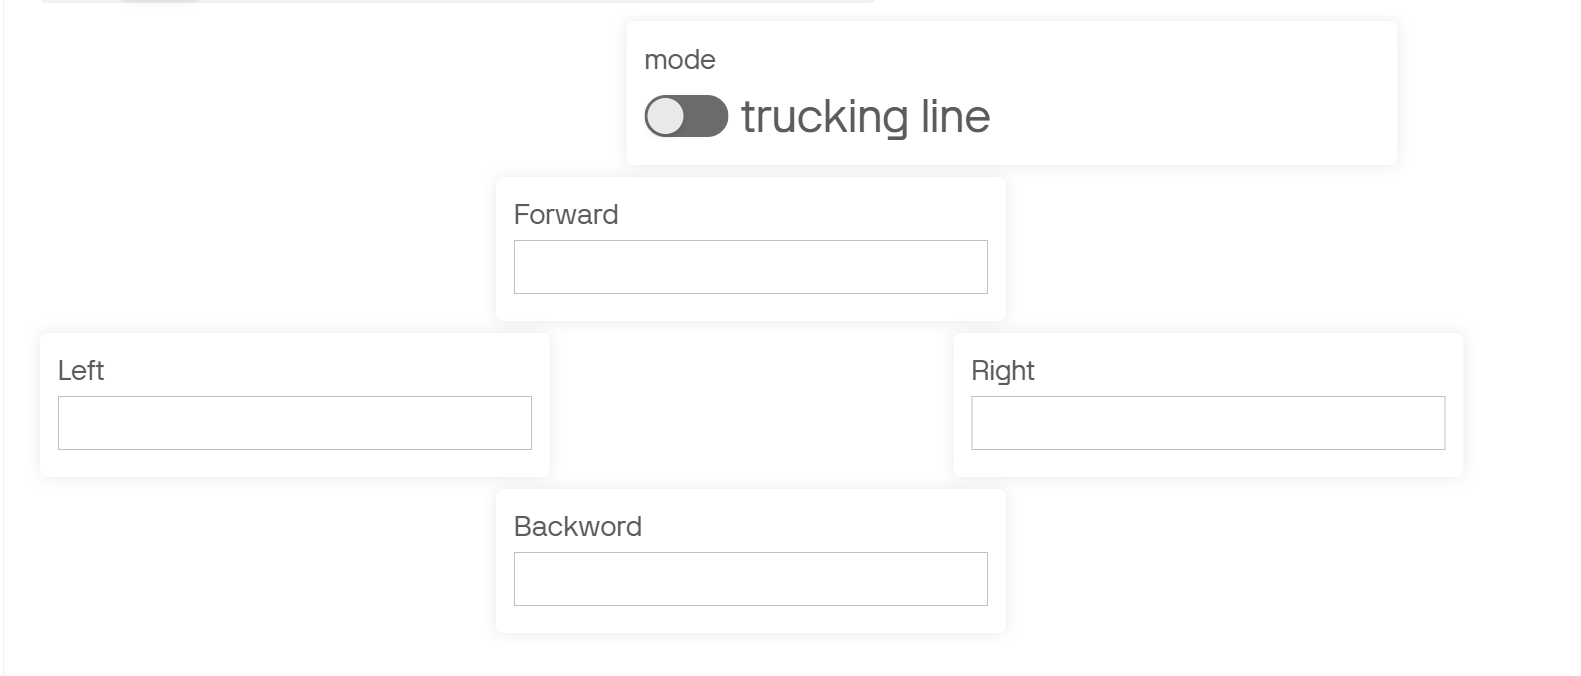 mode
trucking line
Forward
Left
Right
Backword